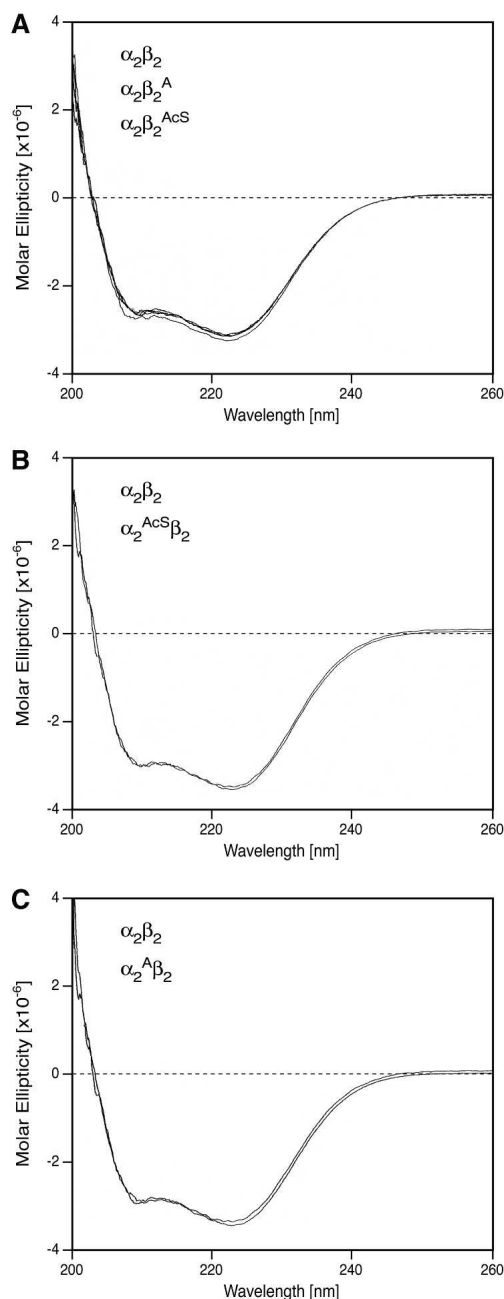 A
α₂β₂
α₂β₂ᴬ
α₂β₂ᴬᶜˢ
Molar Ellipticity [x10⁻⁶]
4
2
0
-2
-4
200
220
240
260
Wavelength [nm]
B
α₂β₂
α₂ᴬᶜˢβ₂
Molar Ellipticity [x10⁻⁶]
4
2
0
-2
-4
200
220
240
260
Wavelength [nm]
C
α₂β₂
α₂ᴬβ₂
Molar Ellipticity [x10⁻⁶]
4
2
0
-2
-4
200
220
240
260
Wavelength [nm]